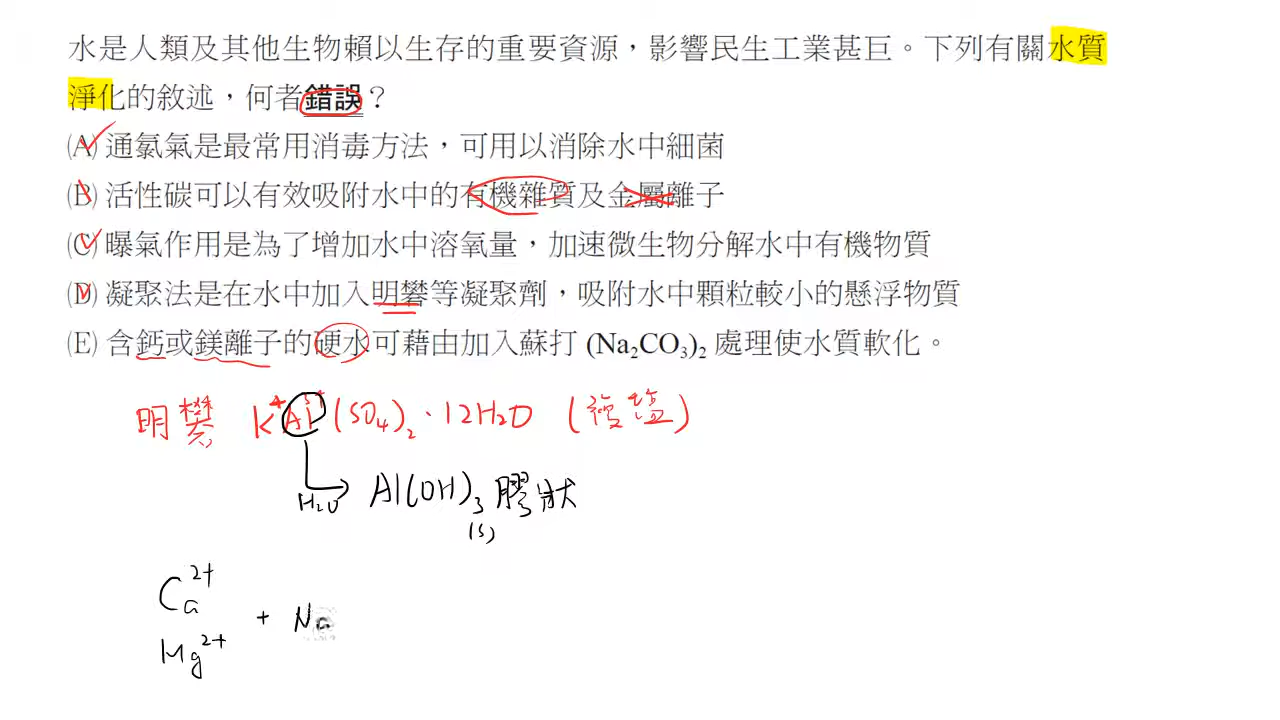 水是人類及其他生物賴以生存的重要資源，影響民生工業甚巨。下列有關水質
淨化的敘述，何者錯誤？
(A) 通氯氣是最常用消毒方法，可用以消除水中細菌
(B) 活性碳可以有效吸附水中的有機雜質及金屬離子
(C) 曝氣作用是為了增加水中溶氧量，加速微生物分解水中有機物質
(D) 凝聚法是在水中加入明礬等凝聚劑，吸附水中顆粒較小的懸浮物質
(E) 含鈣或鎂離子的硬水可藉由加入蘇打 (Na₂CO₃)₂ 處理使水質軟化。
明礬 K⁺Al³⁺(SO₄)₂·12H₂O (複塩)
H₂O Al(OH)₃ 膠狀
(s)
Ca²⁺
+ Na
Mg²⁺